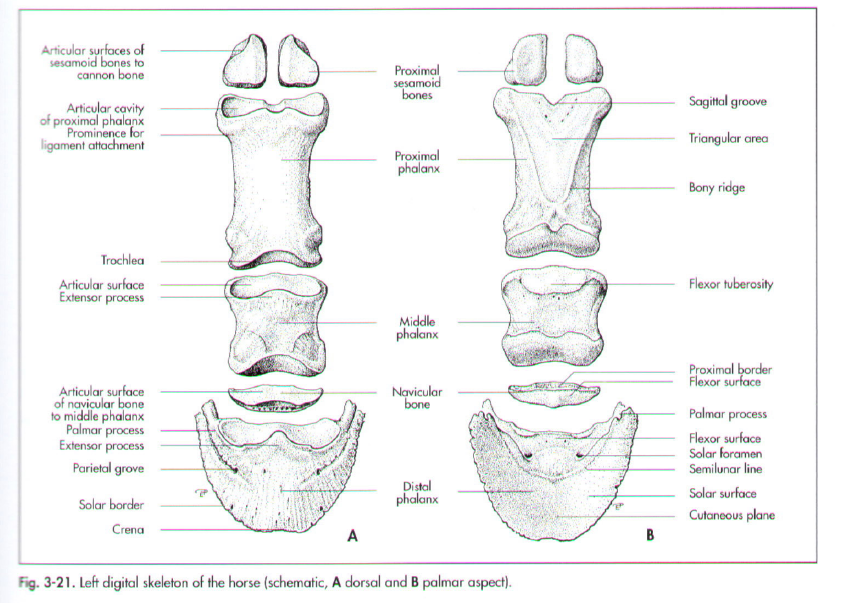 Articular surfaces of
sesamoid bones to
cannon bone
Articular cavity
of proximal phalanx
Prominence for
ligament attachment
Trochlea
Articular surface
Extensor process
Articular surface
of navicular bone
to middle phalanx
Palmar process
Extensor process
Parietal grove
Solar border
Crena
A
Proximal
sesamoid
bones
Proximal
phalanx
Middle
phalanx
Navicular
bone
Distal
phalanx
Sagittal groove
Triangular area
Bony ridge
Flexor tuberosity
Proximal border
Flexor surface
Palmar process
Flexor surface
Solar foramen
Semilunar line
Solar surface
Cutaneous plane
B
Fig. 3-21. Left digital skeleton of the horse (schematic, A dorsal and B palmar aspect).